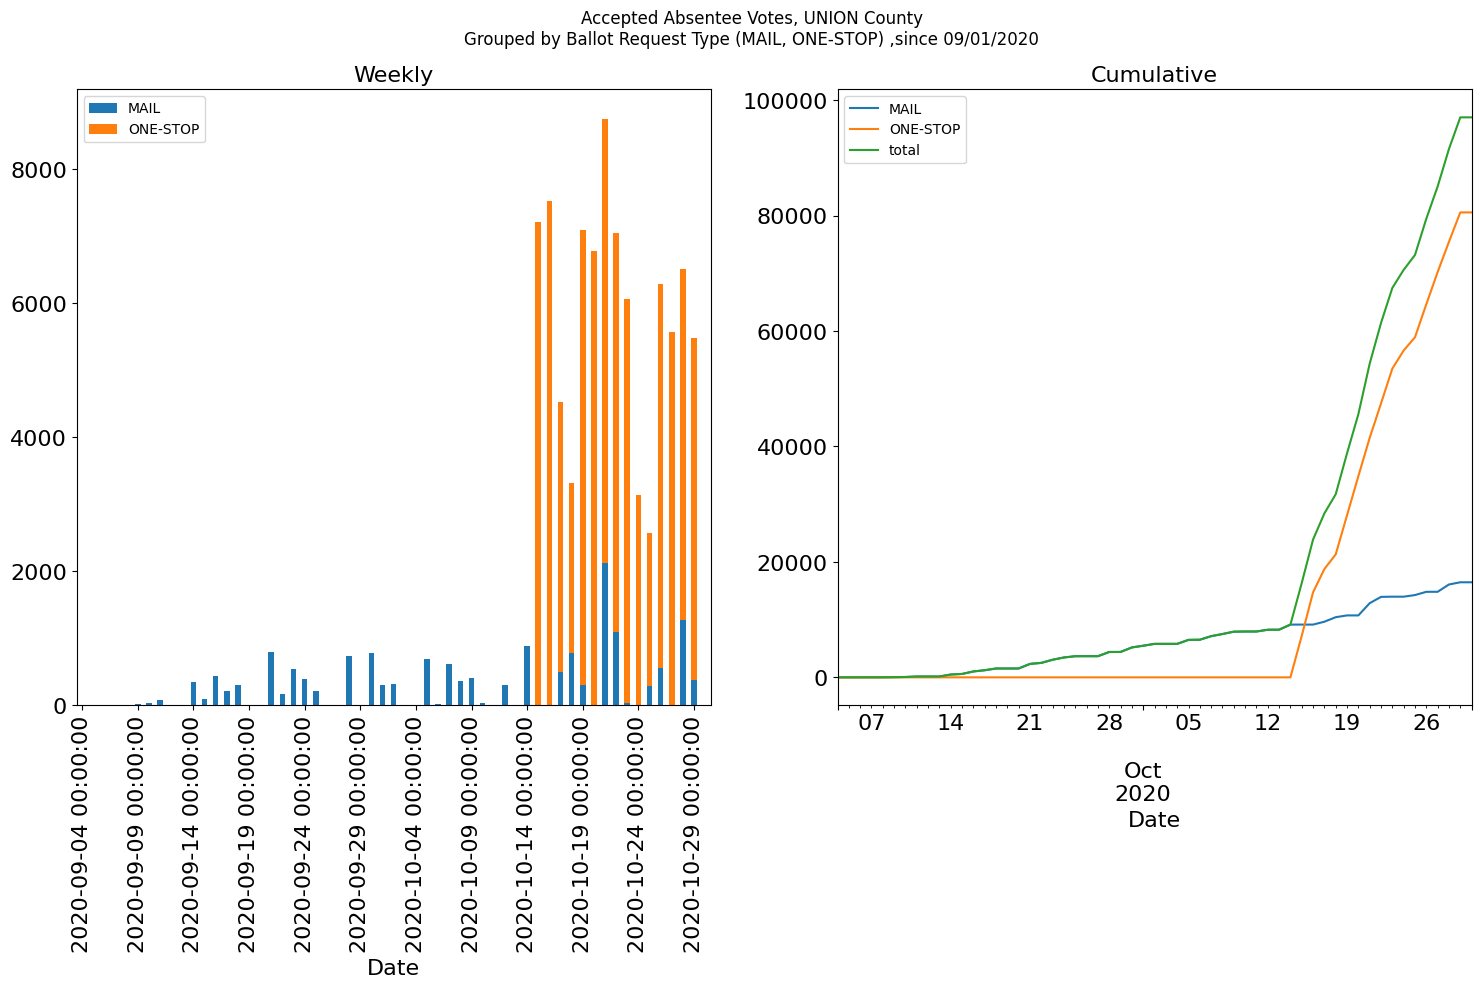 Accepted Absentee Votes, UNION County
Grouped by Ballot Request Type (MAIL, ONE-STOP) ,since 09/01/2020
Weekly
MAIL
ONE-STOP
8000
6000
4000
2000
0
2020-09-04 00:00:00
2020-09-09 00:00:00
2020-09-14 00:00:00
2020-09-19 00:00:00
2020-09-24 00:00:00
2020-09-29 00:00:00
2020-10-04 00:00:00
2020-10-09 00:00:00
2020-10-14 00:00:00
2020-10-19 00:00:00
2020-10-24 00:00:00
2020-10-29 00:00:00
Date
Cumulative
MAIL
ONE-STOP
total
100000
80000
60000
40000
20000
0
07 14 21 28 05 12 19 26
Oct
2020
Date